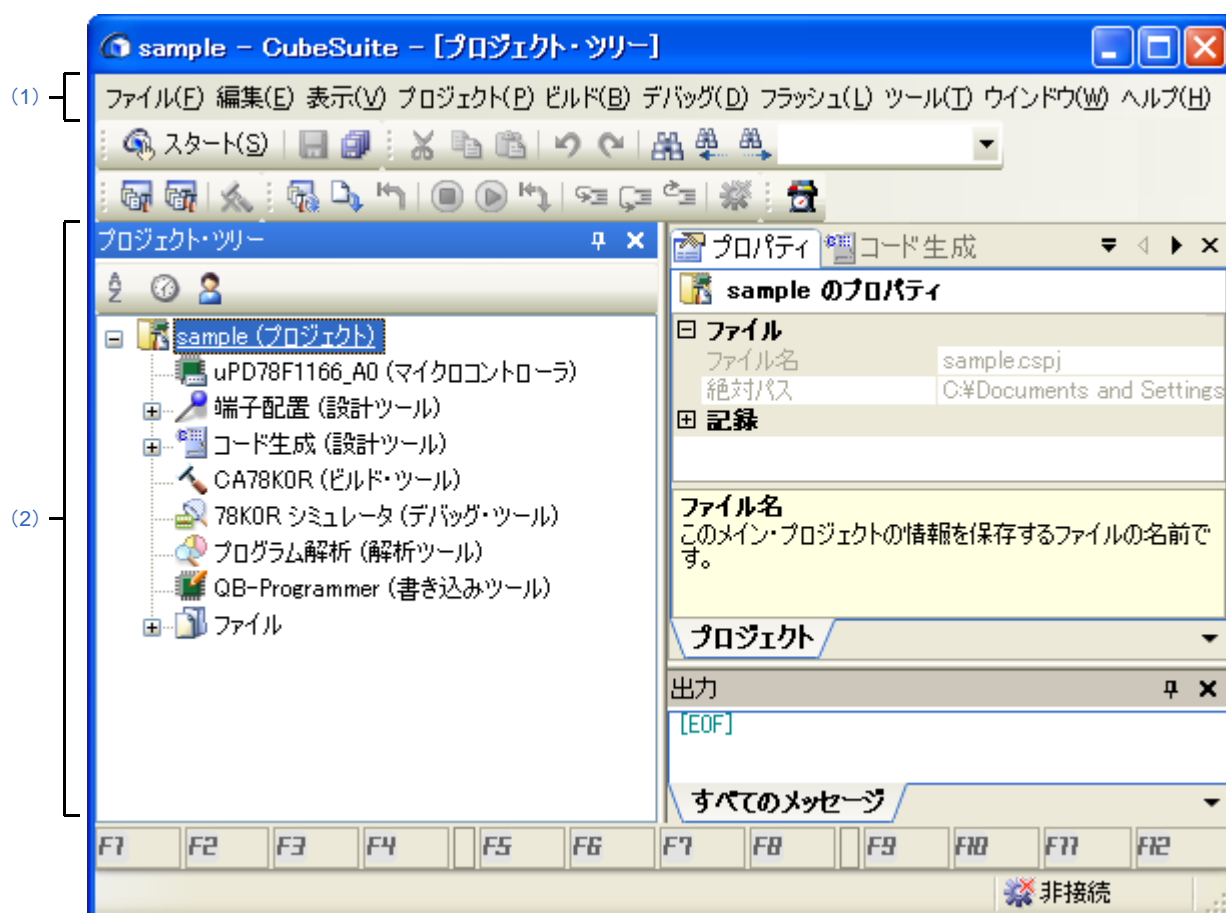 sample - CubeSuite - [プロジェクト・ツリー]
(1)
ファイル(F) 編集(E) 表示(V) プロジェクト(P) ビルド(B) デバッグ(D) フラッシュ(L) ツール(T) ウインドウ(W) ヘルプ(H)
スタート(S)
(2)
プロジェクト・ツリー
sample (プロジェクト)
uPD78F1166_A0 (マイクロコントローラ)
端子配置 (設計ツール)
コード生成 (設計ツール)
CA78K0R (ビルド・ツール)
78K0R シミュレータ (デバッグ・ツール)
プログラム解析 (解析ツール)
QB-Programmer (書き込みツール)
ファイル
プロパティ コード生成
sample のプロパティ
ファイル
ファイル名 sample.cspj
絶対パス C:¥Documents and Settings
記録
ファイル名
このメイン・プロジェクトの情報を保存するファイルの名前で
す。
プロジェクト
出力
[EOF]
すべてのメッセージ
F1 F2 F3 F4 F5 F6 F7 F8 F9 F10 F11 F12
非接続